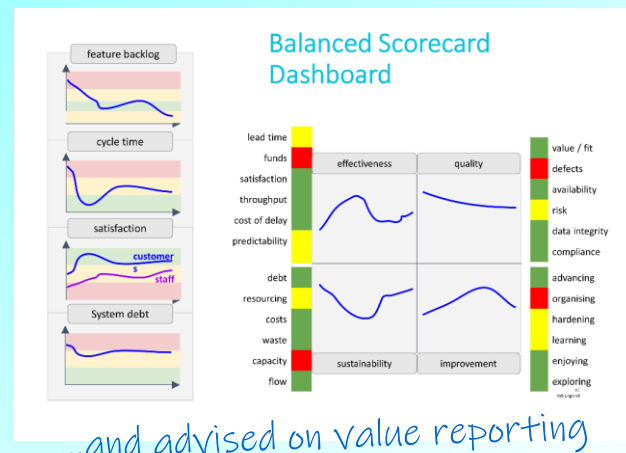 Balanced Scorecard
Dashboard
feature backlog
cycle time
satisfaction
customer
s
staff
System debt
lead time
funds
satisfaction
throughput
cost of delay
predictability
effectiveness
quality
value / fit
defects
availability
risk
data integrity
compliance
debt
resourcing
costs
waste
capacity
flow
sustainability
improvement
advancing
organising
hardening
learning
enjoying
exploring
...and advised on value reporting